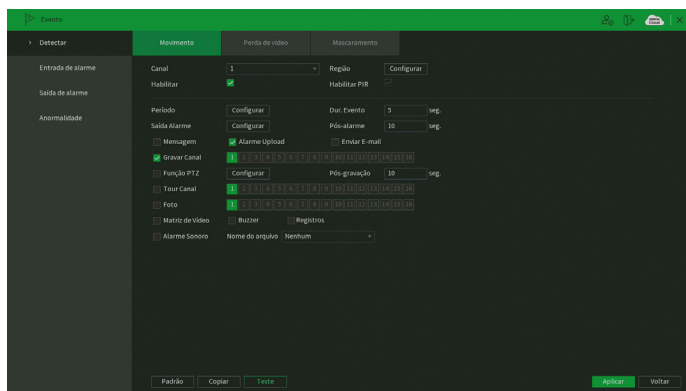 Evento
Detectar
Entrada de alarme
Saída de alarme
Anormalidade
Movimento Perda de vídeo Mascaramento
Canal 1 Região Configurar
Habilitar Habilitar PIR
Período Configurar Dur. Evento 5 seg.
Saída Alarme Configurar Pós-alarme 10 seg.
Mensagem Alarme Upload Enviar E-mail
Gravar Canal 1 2 3 4 5 6 7 8 9 10 11 12 13 14 15 16
Função PTZ Configurar Pós-gravação 10 seg.
Tour Canal 1 2 3 4 5 6 7 8 9 10 11 12 13 14 15 16
Foto 1 2 3 4 5 6 7 8 9 10 11 12 13 14 15 16
Matriz de Vídeo Buzzer Registros
Alarme Sonoro Nome do arquivo Nenhum
Padrão Copiar Teste Aplicar Voltar